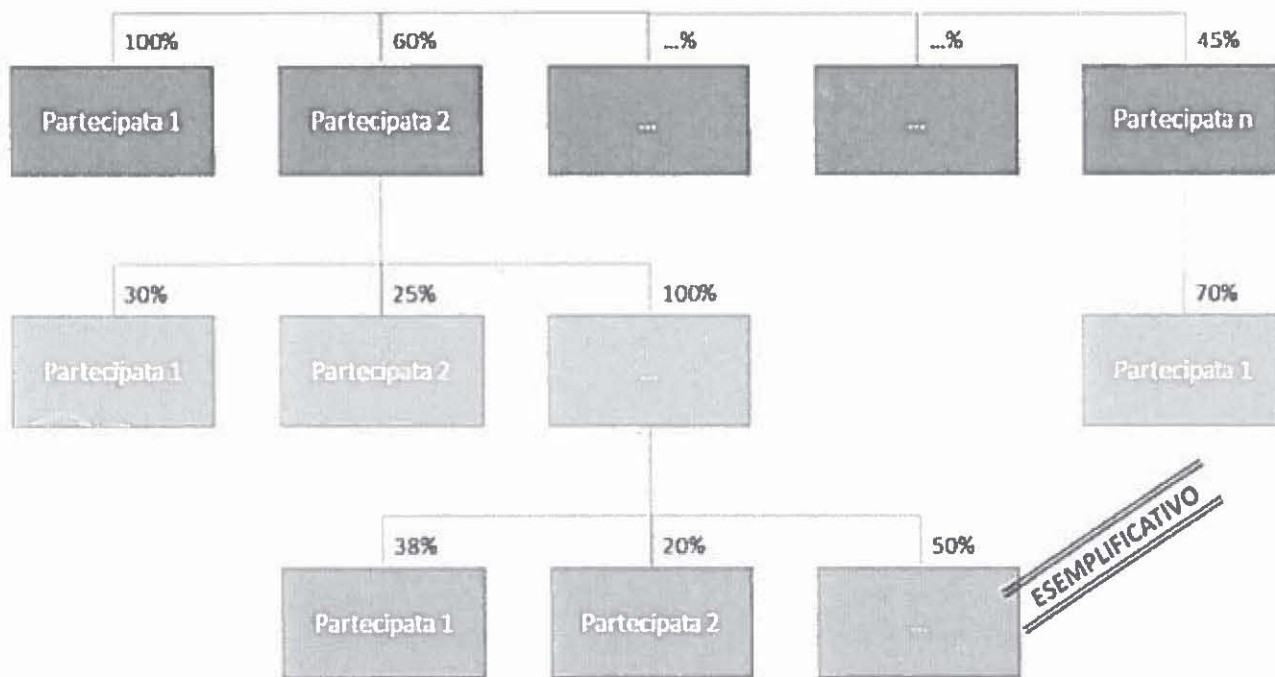 100%
60%
...%
...%
45%
Partecipata 1
Partecipata 2
...
...
Partecipata n
30%
25%
100%
70%
Partecipata 1
Partecipata 2
...
Partecipata 1
38%
20%
50%
Partecipata 1
Partecipata 2
...
ESEMPLIFICATIVO